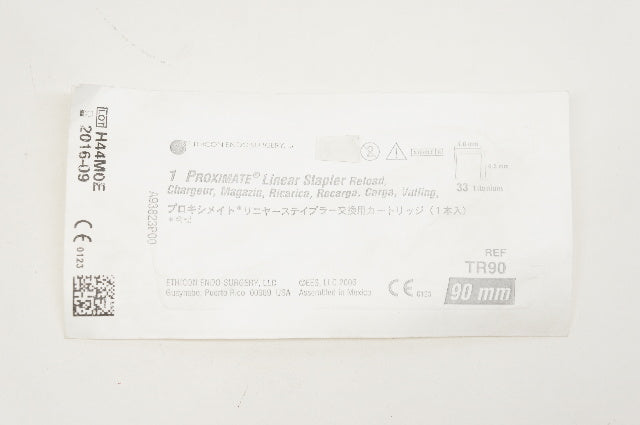 LOT H44M0E
2016-09
CE 0123
ETHICON ENDO-SURGERY
2
1 PROXIMATE® Linear Stapler Reload,
Chargeur, Magazin, Ricarica, Recarga, Carga, Vulling,
プロキシメイト®リニヤーステイプラー交換用カートリッジ（1本入）
33 Titanium
A93823P00
REF
TR90
90 mm
ETHICON ENDO-SURGERY, LLC
Guaynabo, Puerto Rico 00969 USA
©EES, LLC
Assembled in Mexico
CE 0123